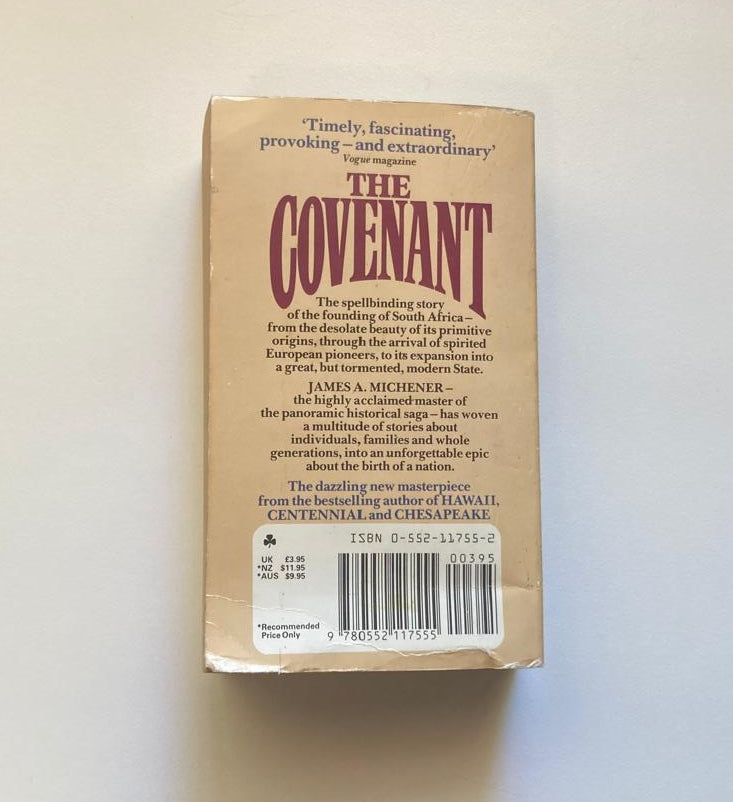 ‘Timely, fascinating,
provoking – and extraordinary’
Vogue magazine
THE
COVENANT
The spellbinding story
of the founding of South Africa –
from the desolate beauty of its primitive
origins, through the arrival of spirited
European pioneers, to its expansion into
a great, but tormented, modern State.
JAMES A. MICHENER –
the highly acclaimed master of
the panoramic historical saga – has woven
a multitude of stories about
individuals, families and whole
generations, into an unforgettable epic
about the birth of a nation.
The dazzling new masterpiece
from the bestselling author of HAWAII,
CENTENNIAL and CHESAPEAKE
ISBN 0-552-11755-2
00395
UK £3.95
*NZ $11.95
*AUS $9.95
*Recommended
Price Only
9 780552 117555